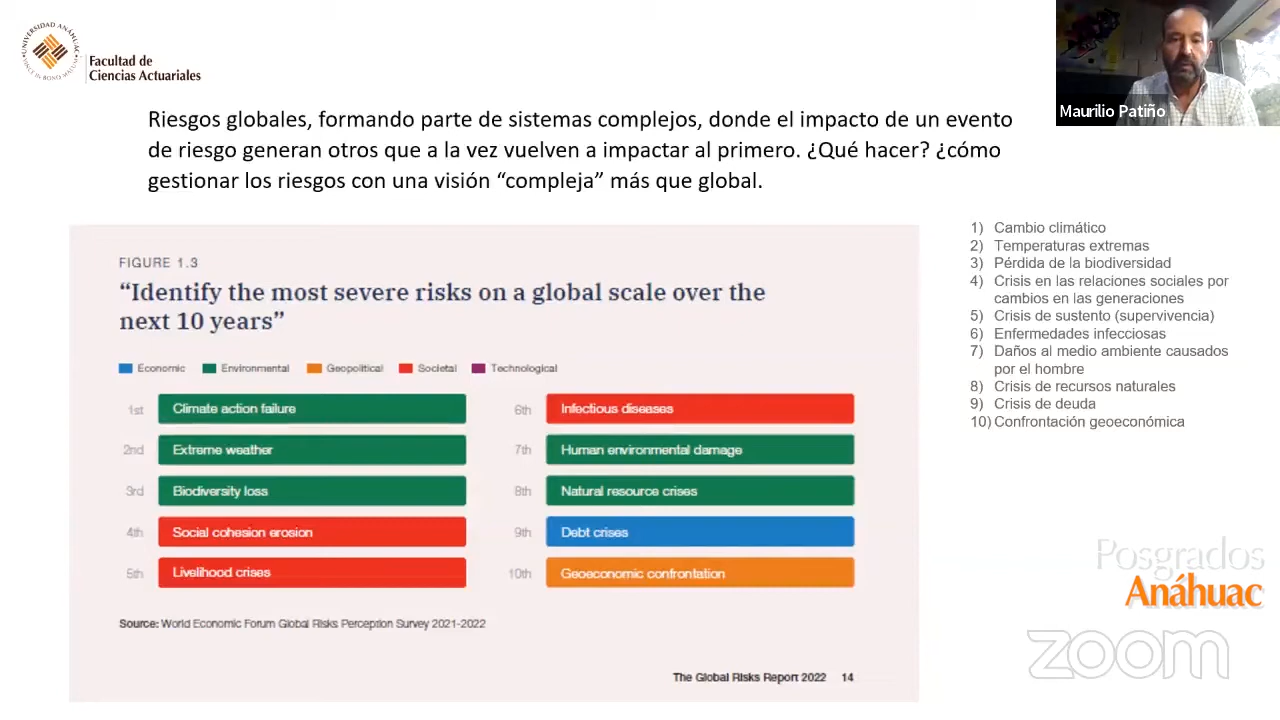 UNIVERSIDAD ANÁHUAC
VINCE IN BONO MALUM
Facultad de
Ciencias Actuariales
Maurilio Patiño
Riesgos globales, formando parte de sistemas complejos, donde el impacto de un evento
de riesgo generan otros que a la vez vuelven a impactar al primero. ¿Qué hacer? ¿cómo
gestionar los riesgos con una visión “compleja” más que global.
FIGURE 1.3
“Identify the most severe risks on a global scale over the
next 10 years”
Economic Environmental Geopolitical Societal Technological
1st Climate action failure
2nd Extreme weather
3rd Biodiversity loss
4th Social cohesion erosion
5th Livelihood crises
6th Infectious diseases
7th Human environmental damage
8th Natural resource crises
9th Debt crises
10th Geoeconomic confrontation
Source: World Economic Forum Global Risks Perception Survey 2021-2022
The Global Risks Report 2022 14
1) Cambio climático
2) Temperaturas extremas
3) Pérdida de la biodiversidad
4) Crisis en las relaciones sociales por
cambios en las generaciones
5) Crisis de sustento (supervivencia)
6) Enfermedades infecciosas
7) Daños al medio ambiente causados
por el hombre
8) Crisis de recursos naturales
9) Crisis de deuda
10) Confrontación geoeconómica
Posgrados
Anáhuac
zoom